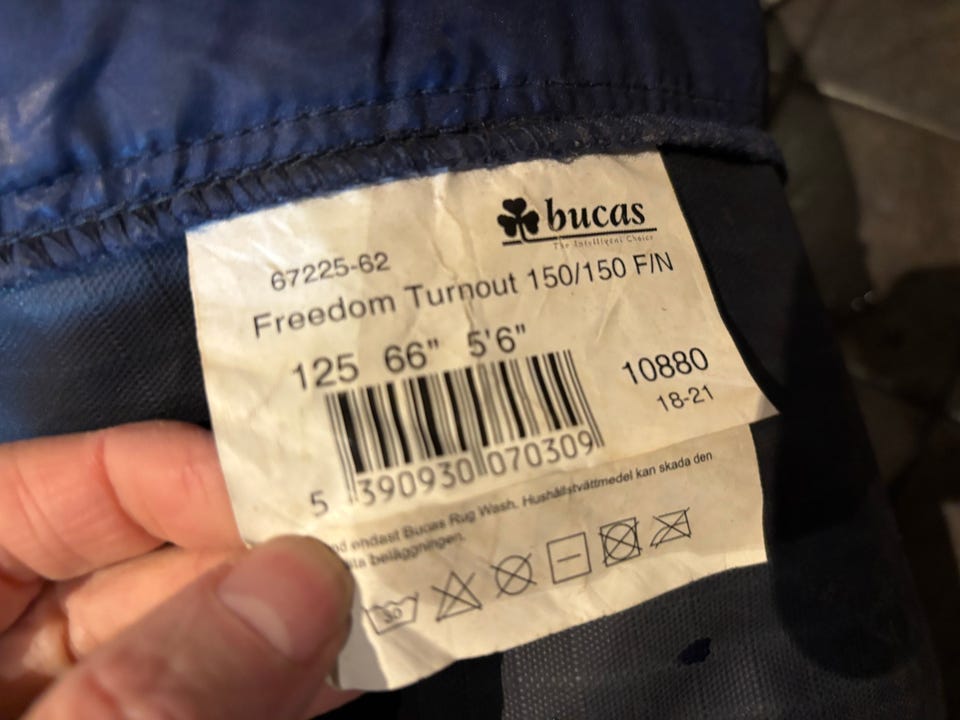 bucas
The Intelligent Choice
67225-62
Freedom Turnout 150/150 F/N
125 66" 5'6"
10880
18-21
5 390930 070309
endast Bucas Rug Wash. Hushållstvättmedel kan skada den
beläggningen.
30